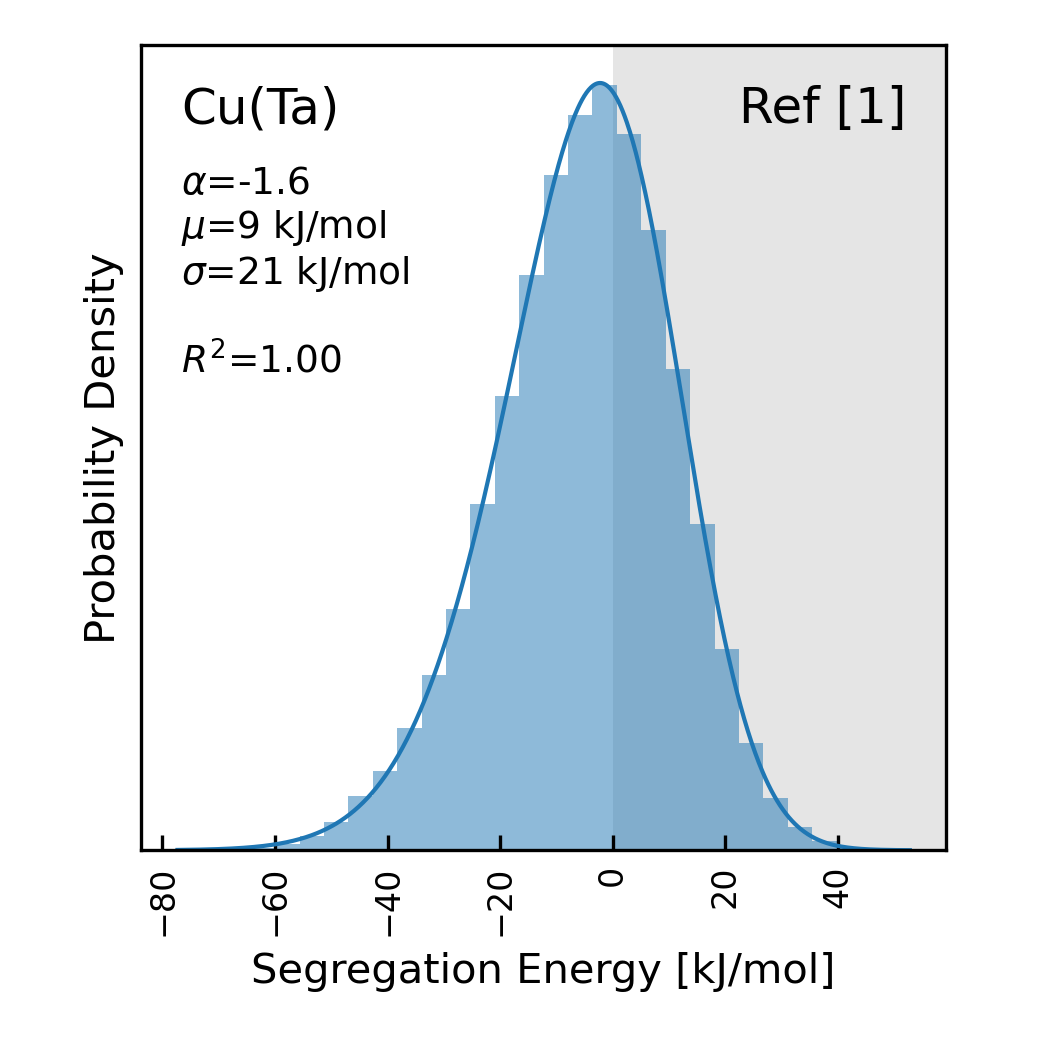 Cu(Ta)
Ref [1]
α=-1.6
μ=9 kJ/mol
σ=21 kJ/mol
R²=1.00
Probability Density
−80
−60
−40
−20
0
20
40
Segregation Energy [kJ/mol]